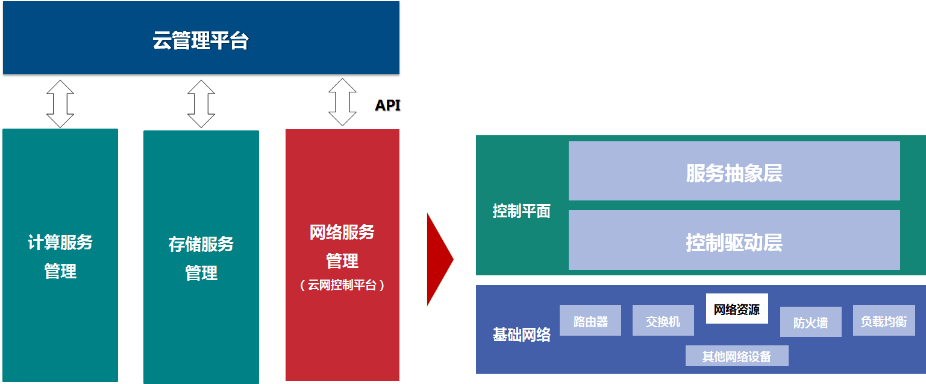 云管理平台
API
计算服务
管理
存储服务
管理
网络服务
管理
（云网控制平台）
控制平面
服务抽象层
控制驱动层
基础网络
路由器
交换机
网络资源
防火墙
负载均衡
其他网络设备